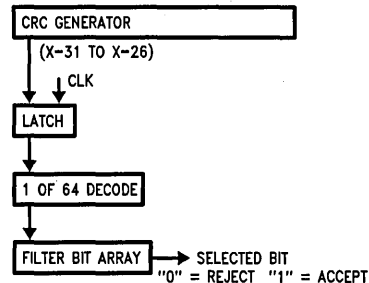 CRC GENERATOR
(X-31 TO X-26)
CLK
LATCH
1 OF 64 DECODE
FILTER BIT ARRAY
SELECTED BIT
"0" = REJECT "1" = ACCEPT